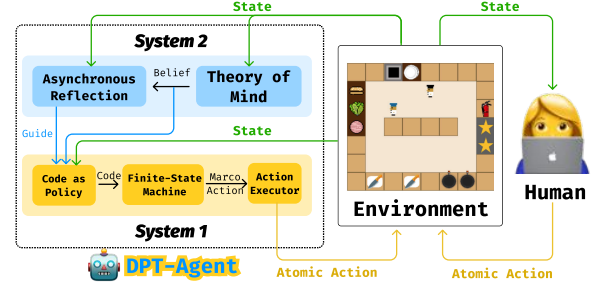 State
State
System 2
Asynchronous
Reflection
Belief
Theory of
Mind
Guide
State
Code as
Policy
Code
Finite-State
Machine
Marco
Action
Action
Executor
System 1
DPT-Agent
Environment
Human
Atomic Action
Atomic Action